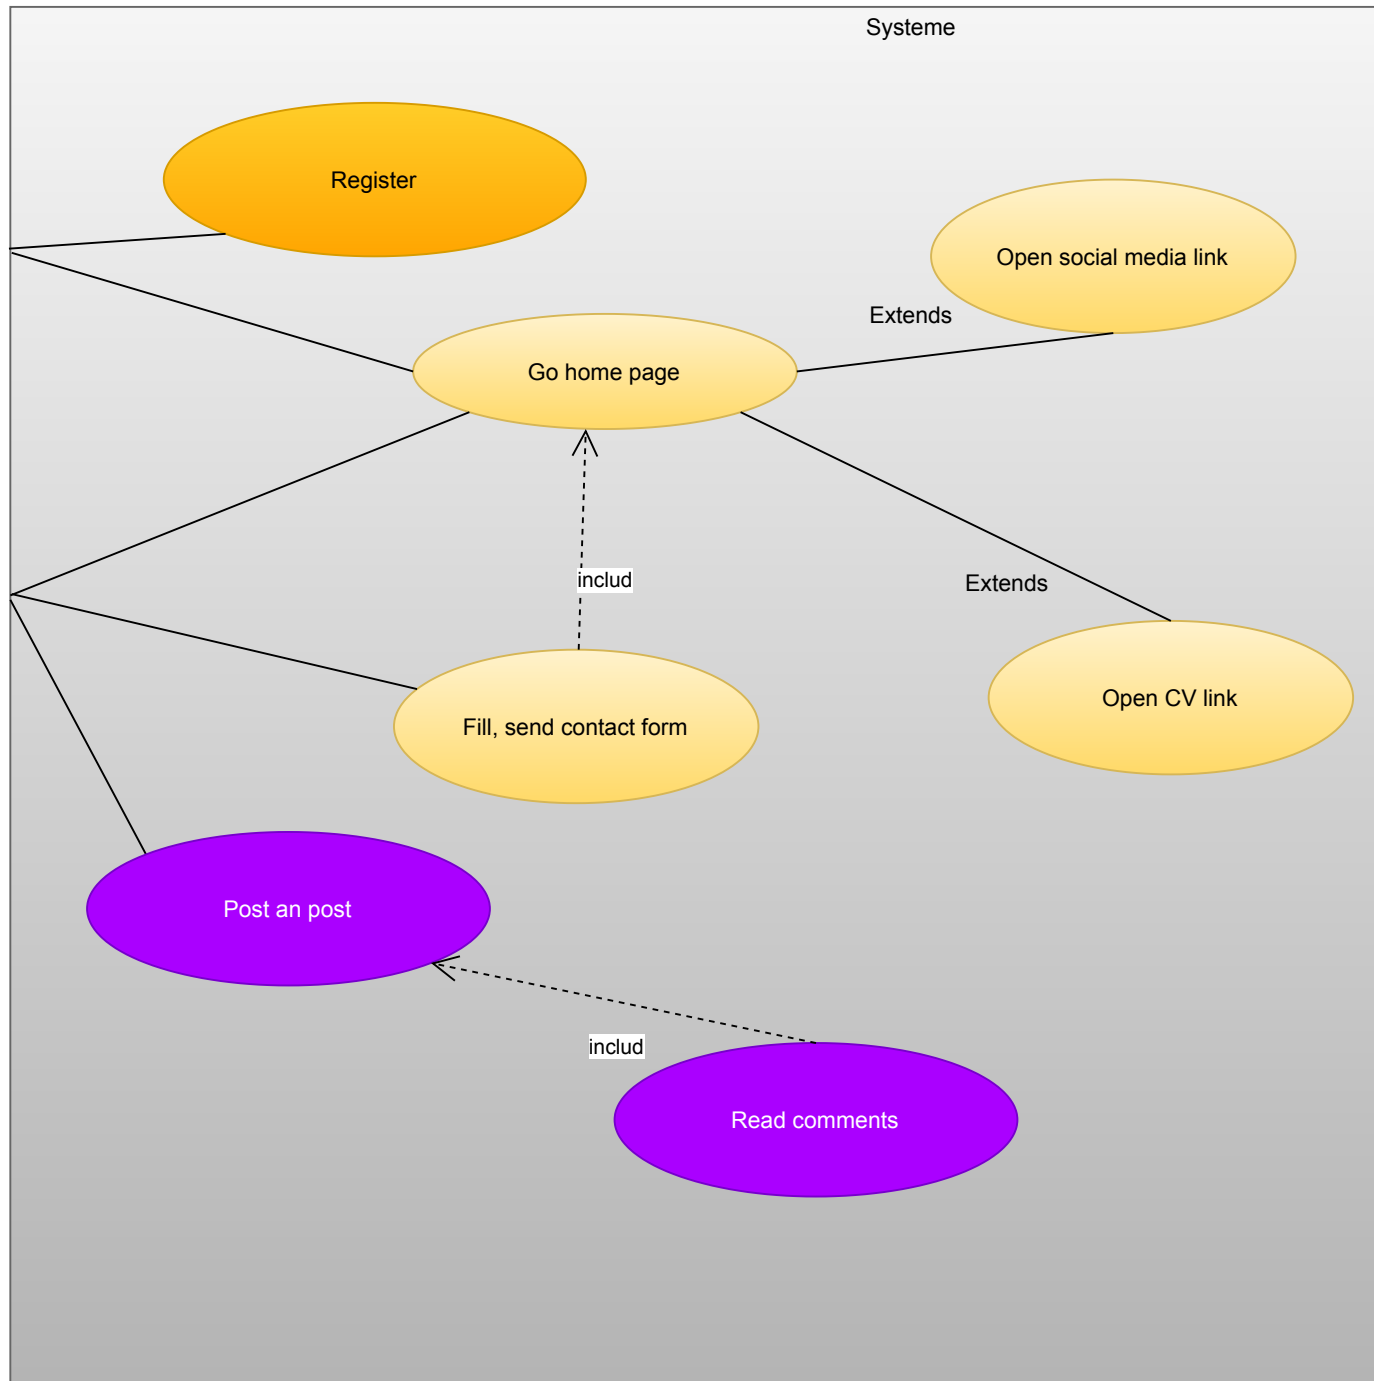 Systeme
Register
Open social media link
Extends
Go home page
includ
Extends
Open CV link
Fill, send contact form
Post an post
includ
Read comments